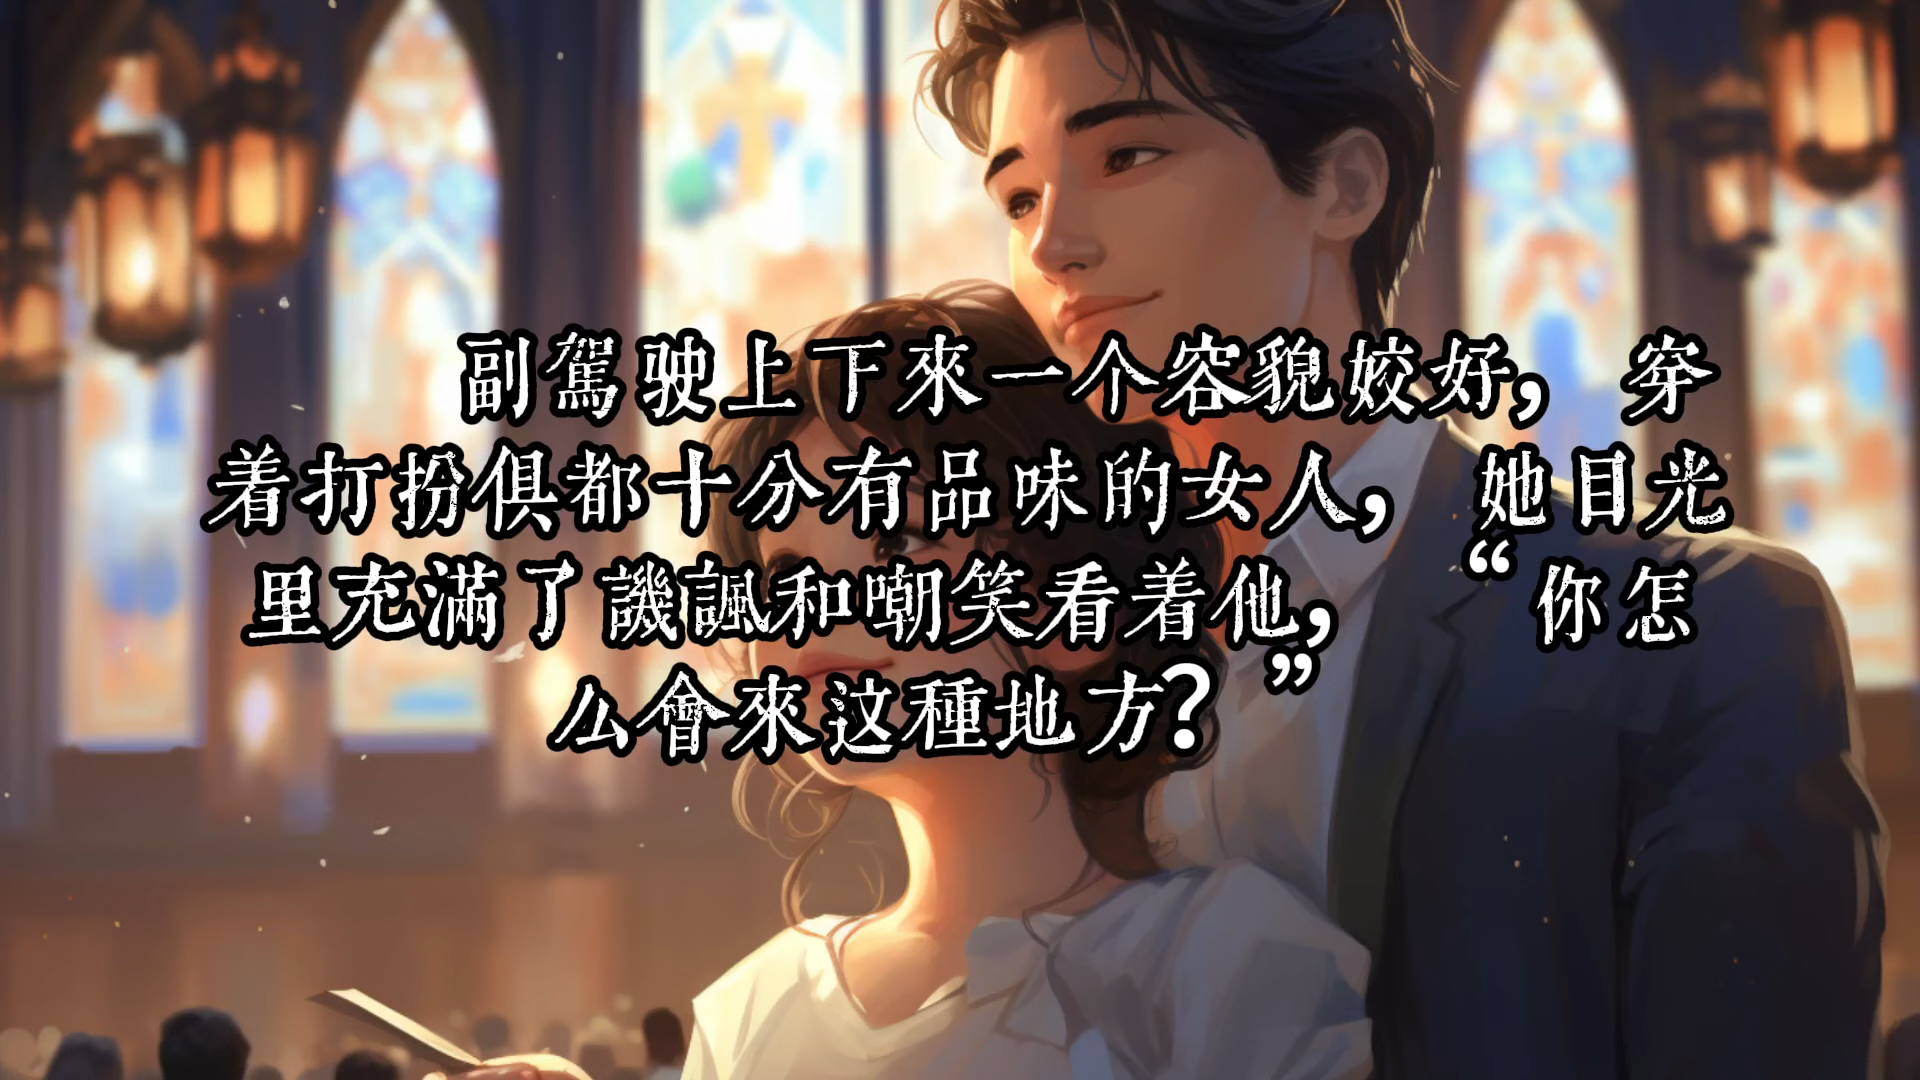 副駕驶上下來一个容貌姣好，穿
着打扮俱都十分有品味的女人，她目光
里充滿了譏諷和嘲笑看着他，“你怎
么會來这種地方？”